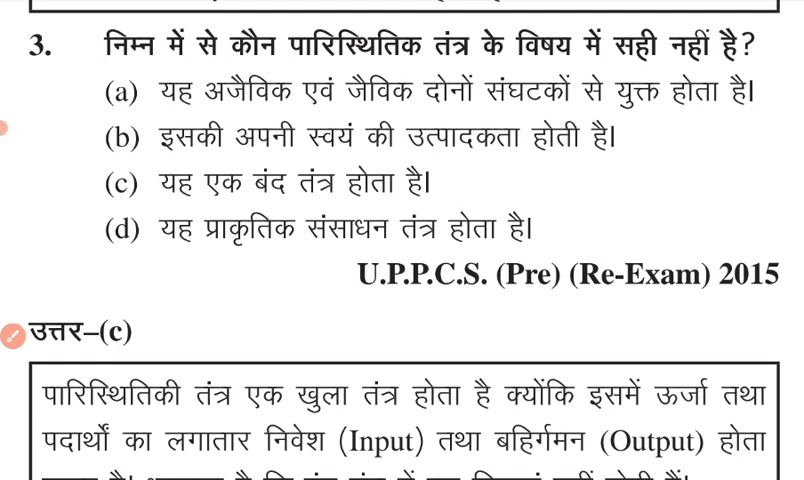 3. निम्न में से कौन पारिस्थितिक तंत्र के विषय में सही नहीं है?
(a) यह अजैविक एवं जैविक दोनों संघटकों से युक्त होता है।
(b) इसकी अपनी स्वयं की उत्पादकता होती है।
(c) यह एक बंद तंत्र होता है।
(d) यह प्राकृतिक संसाधन तंत्र होता है।
U.P.P.C.S. (Pre) (Re-Exam) 2015
उत्तर–(c)
पारिस्थितिकी तंत्र एक खुला तंत्र होता है क्योंकि इसमें ऊर्जा तथा
पदार्थों का लगातार निवेश (Input) तथा बहिर्गमन (Output) होता